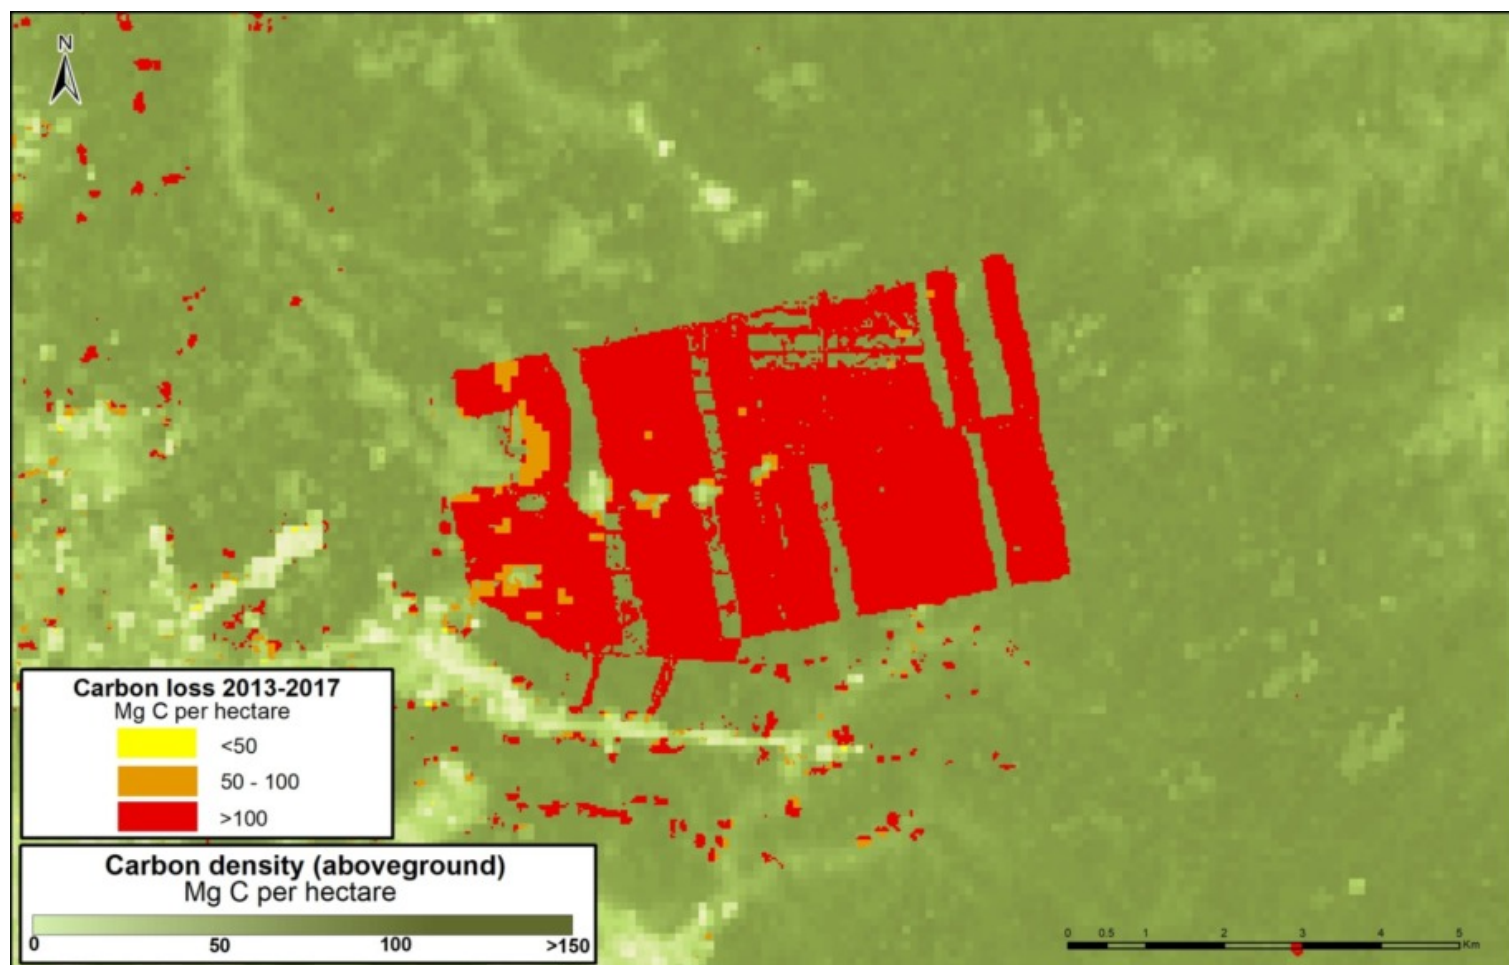 N
Carbon loss 2013-2017
Mg C per hectare
<50
50 - 100
>100
Carbon density (aboveground)
Mg C per hectare
0 50 100 >150
0 0.5 1 2 3 4 5
Km